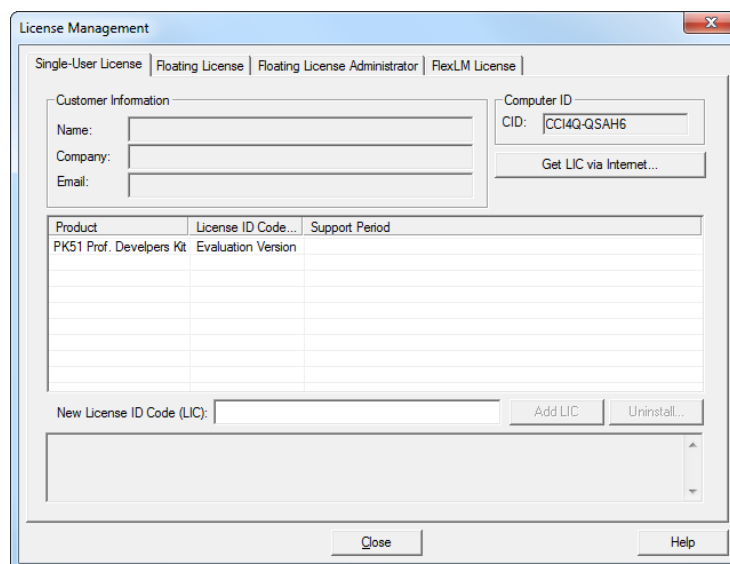 License Management
Single-User License Floating License Floating License Administrator FlexLM License
Customer Information
Name:
Company:
Email:
Computer ID
CID: CCI4Q-QSAH6
Get LIC via Internet...
Product License ID Code... Support Period
PK51 Prof. Develpers Kit Evaluation Version
New License ID Code (LIC): Add LIC Uninstall...
Close Help